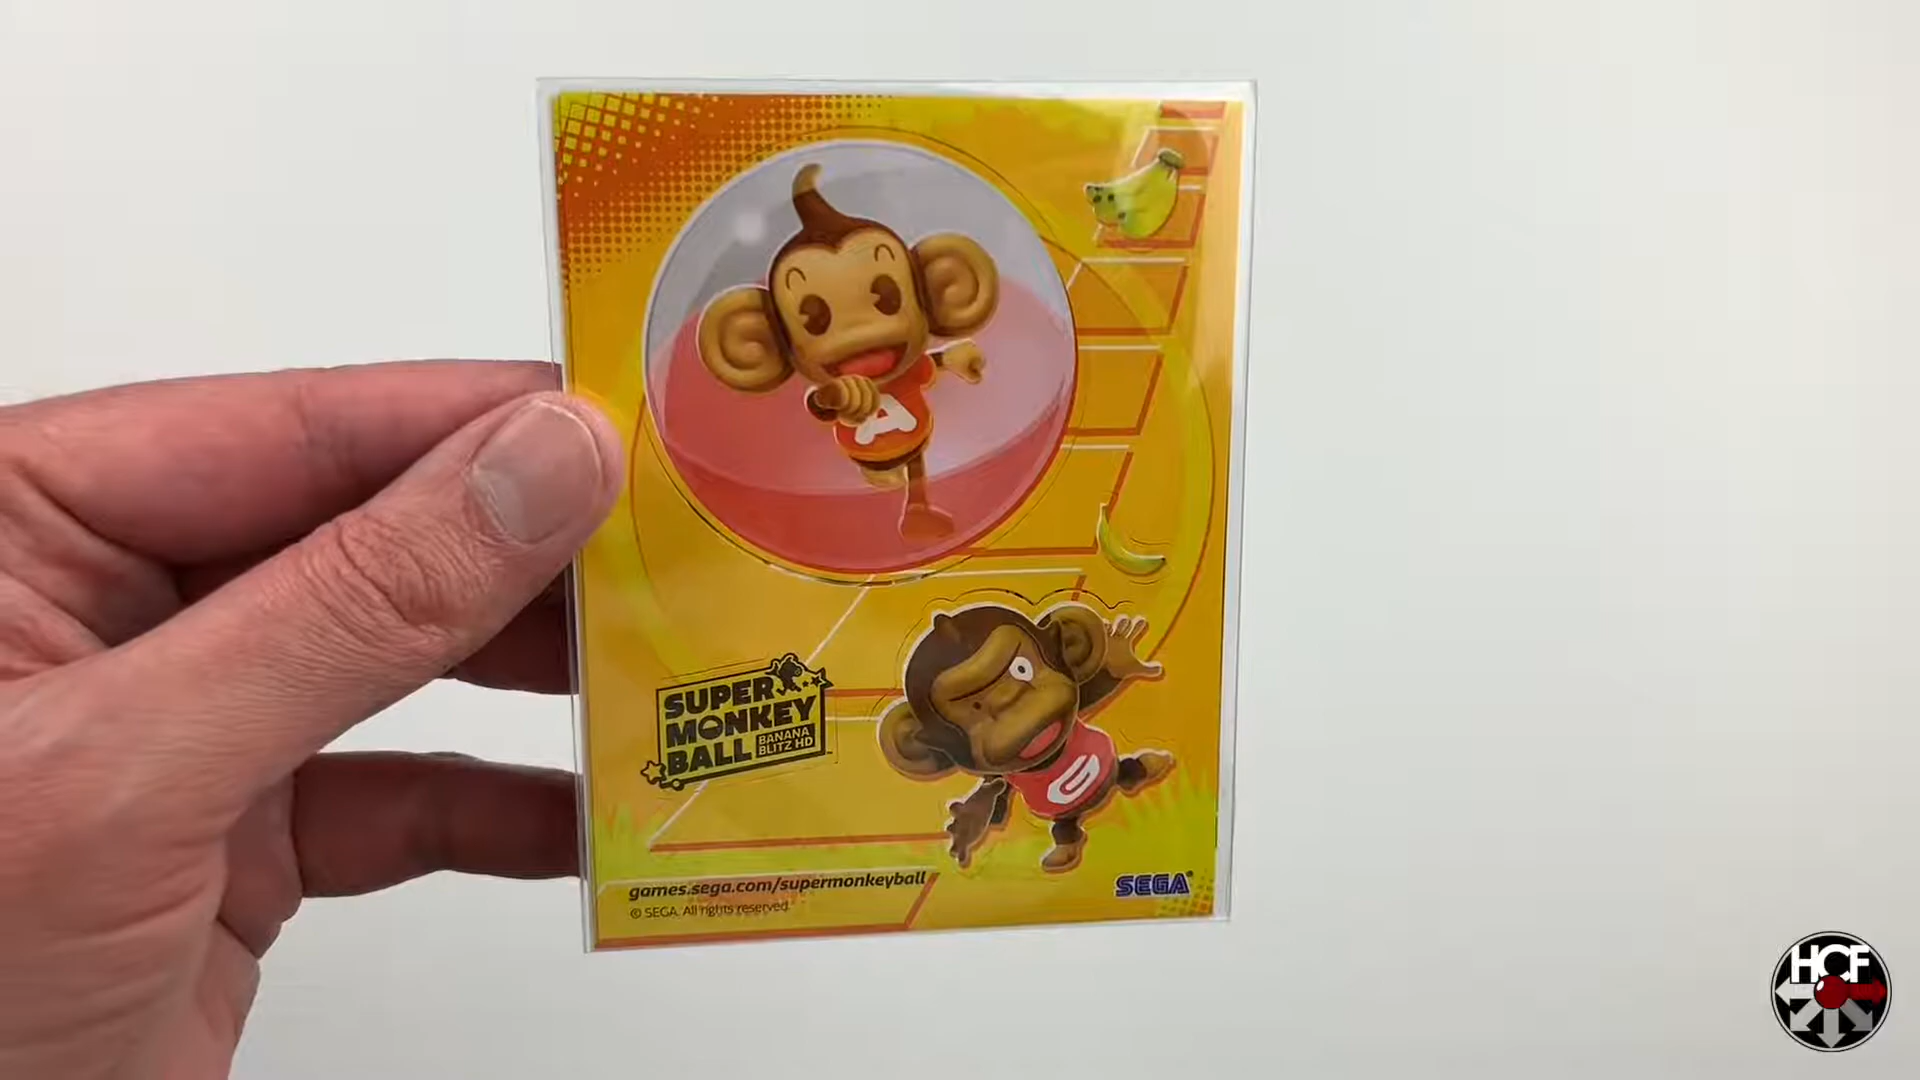 A
SUPER
MONKEY
BALL
BANANA
BLITZ HD
G
games.sega.com/supermonkeyball
© SEGA. All rights reserved.
SEGA
HCF